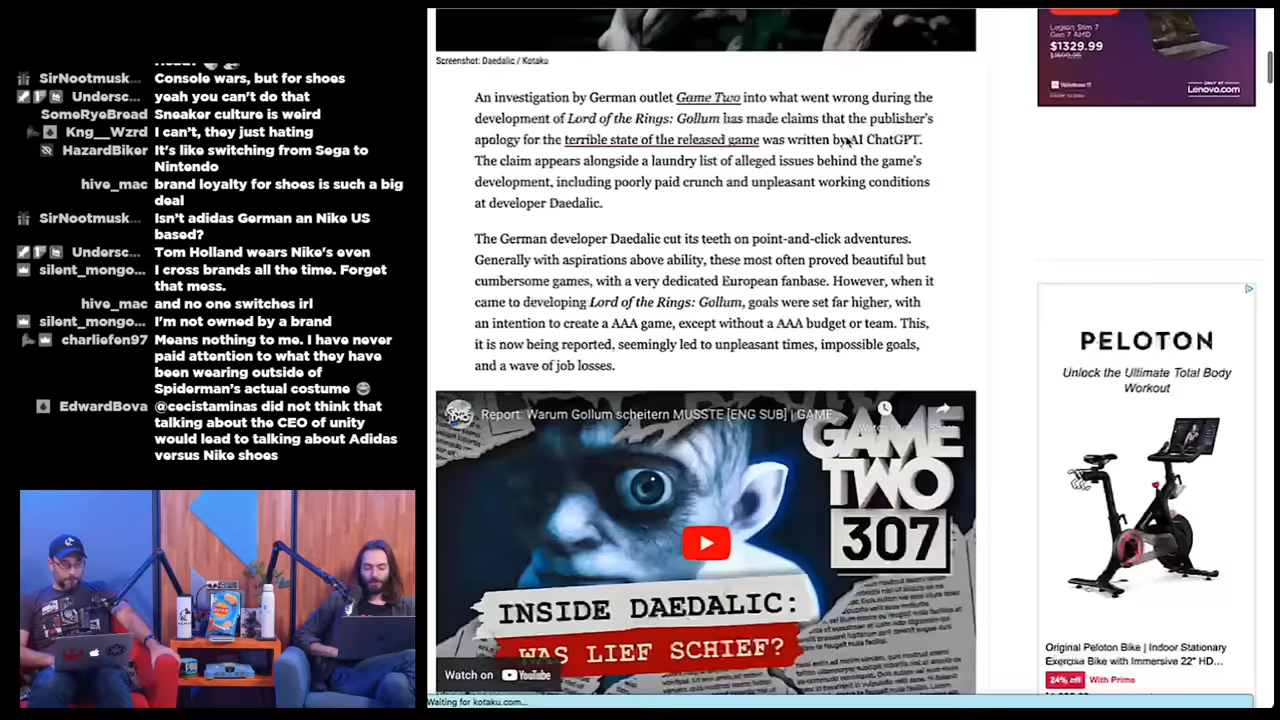 SirNootmusk... Console wars, but for shoes
Undersc... yeah you can't do that
SomeRyeBread Sneaker culture is weird
Kng__Wzrd I can't, they just hating
HazardBiker It's like switching from Sega to
Nintendo
hive_mac brand loyalty for shoes is such a big
deal
SirNootmusk... Isn't adidas German an Nike US
based?
Undersc... Tom Holland wears Nike's even
silent_mongo... I cross brands all the time. Forget
that mess.
hive_mac and no one switches irl
silent_mongo... I'm not owned by a brand
charliefen97 Means nothing to me. I have never
paid attention to what they have
been wearing outside of
Spiderman's actual costume
EdwardBova @cecistaminas did not think that
talking about the CEO of unity
would lead to talking about Adidas
versus Nike shoes
Screenshot: Daedalic / Kotaku
An investigation by German outlet Game Two into what went wrong during the
development of Lord of the Rings: Gollum has made claims that the publisher's
apology for the terrible state of the released game was written by AI ChatGPT.
The claim appears alongside a laundry list of alleged issues behind the game's
development, including poorly paid crunch and unpleasant working conditions
at developer Daedalic.
The German developer Daedalic cut its teeth on point-and-click adventures.
Generally with aspirations above ability, these most often proved beautiful but
cumbersome games, with a very dedicated European fanbase. However, when it
came to developing Lord of the Rings: Gollum, goals were set far higher, with
an intention to create a AAA game, except without a AAA budget or team. This,
it is now being reported, seemingly led to unpleasant times, impossible goals,
and a wave of job losses.
Report: Warum Gollum scheitern MUSSTE [ENG SUB] | GAME ...
GAME
TWO
307
INSIDE DAEDALIC:
WAS LIEF SCHIEF?
Watch on YouTube
Waiting for kotaku.com...
Legion Slim 7
Gen 7 AMD
$1329.99
Lenovo.com
PELOTON
Unlock the Ultimate Total Body
Workout
Original Peloton Bike | Indoor Stationary
Exercise Bike with Immersive 22" HD...
24% off With Prime